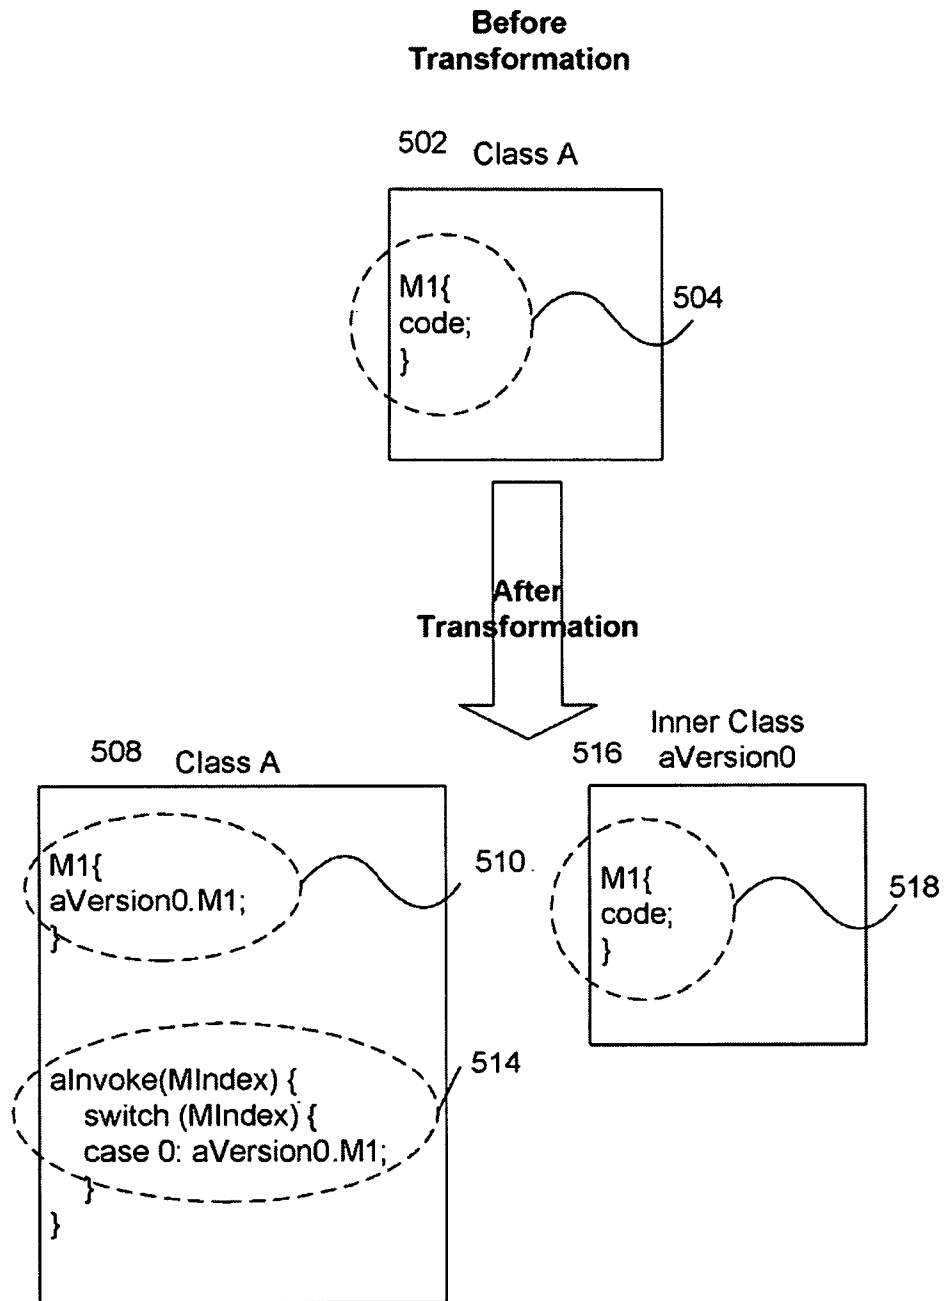 Before
Transformation
502 Class A
M1{
code;
}
504
After
Transformation
508 Class A
516 Inner Class
aVersion0
M1{
aVersion0.M1;
}
510
M1{
code;
}
518
aInvoke(MIndex) {
switch (MIndex) {
case 0: aVersion0.M1;
}
}
514